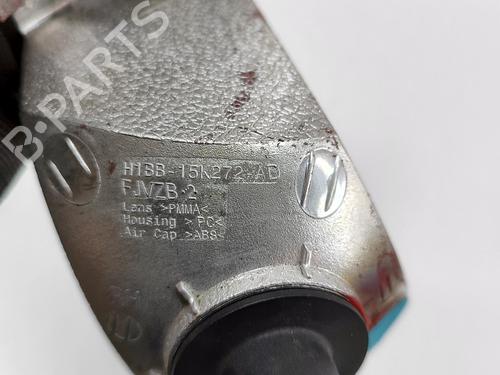 B-PARTS
H1BB-15K272-AD
FJVZB-2
Lens >PMMA<
Housing >PC<
Air Cap >ABS<